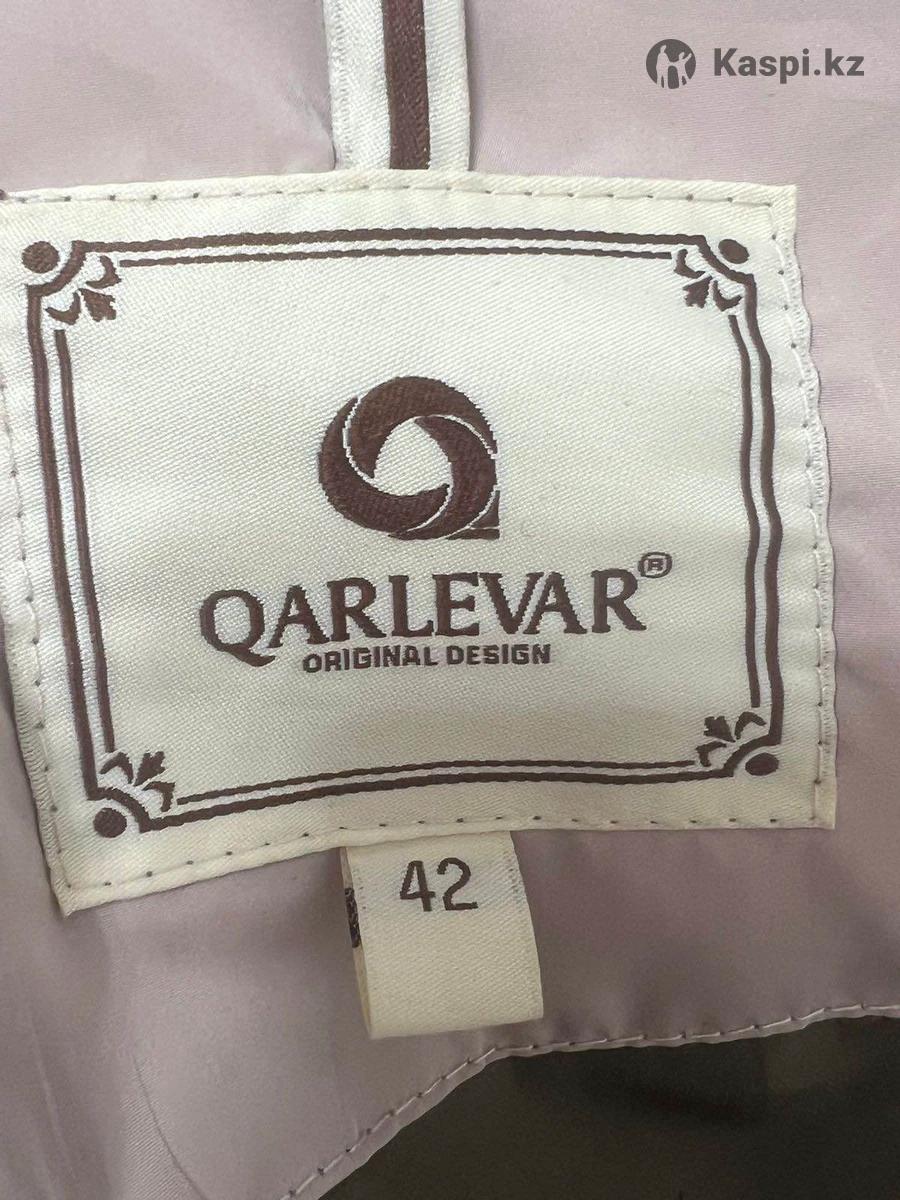 Kaspi.kz
QARLEVAR®
ORIGINAL DESIGN
42